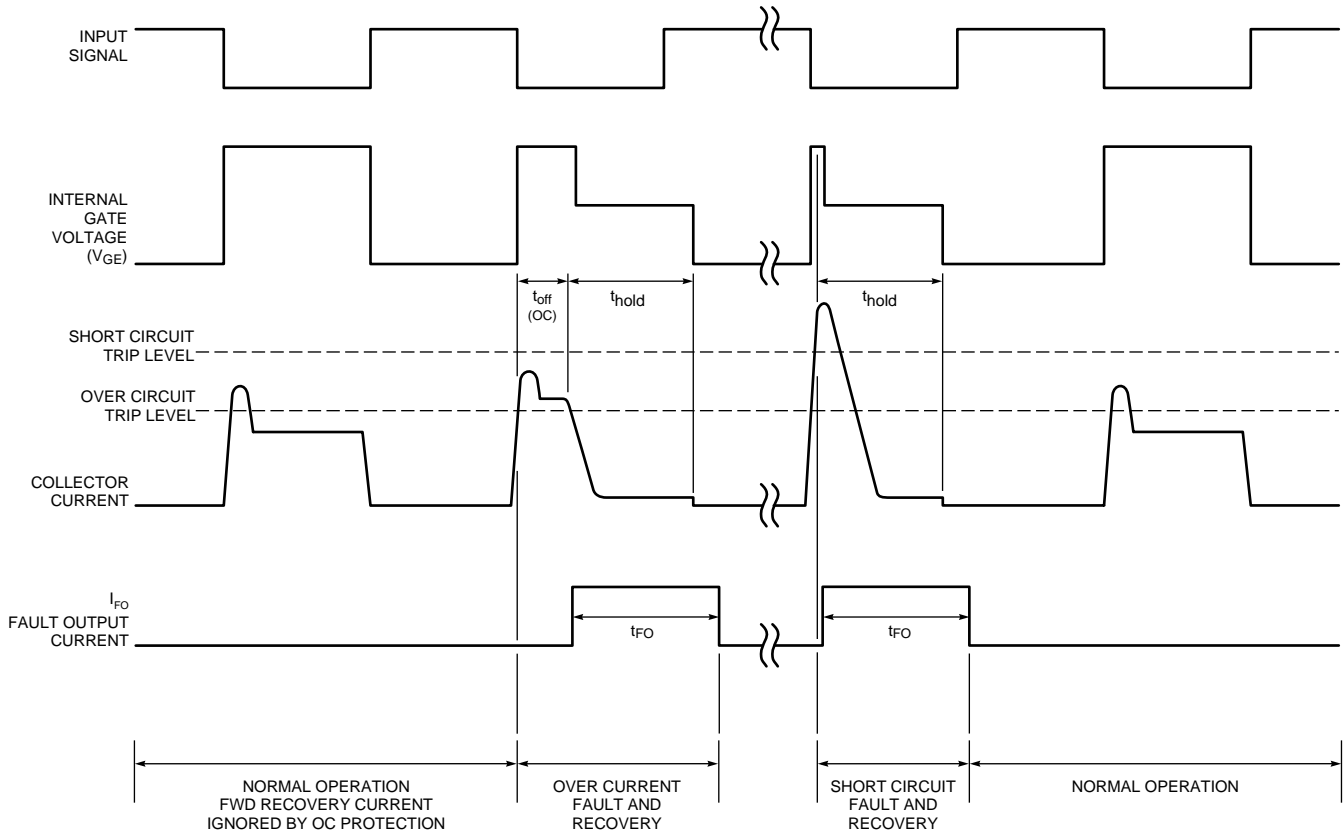 INPUT
SIGNAL
INTERNAL
GATE
VOLTAGE
(VGE)
toff
(OC)
thold
thold
SHORT CIRCUIT
TRIP LEVEL
OVER CIRCUIT
TRIP LEVEL
COLLECTOR
CURRENT
IFO
FAULT OUTPUT
CURRENT
tFO
tFO
NORMAL OPERATION
FWD RECOVERY CURRENT
IGNORED BY OC PROTECTION
OVER CURRENT
FAULT AND
RECOVERY
SHORT CIRCUIT
FAULT AND
RECOVERY
NORMAL OPERATION